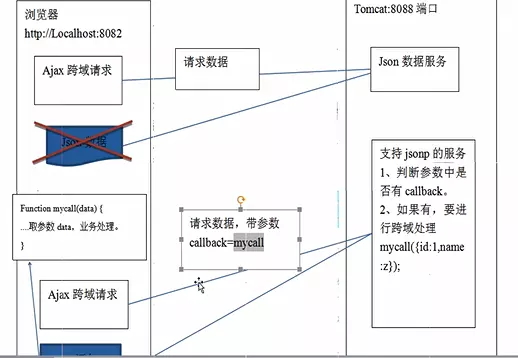 浏览器
http://Localhost:8082
Ajax 跨域请求
请求数据
Tomcat:8088 端口
Json 数据服务
Json 数据
Function mycall(data) {
....取参数 data，业务处理。
}
请求数据，带参数
callback=mycall
支持 jsonp 的服务
1、判断参数中是
否有 callback。
2、如果有，要进
行跨域处理
mycall({id:1,name
:z});
Ajax 跨域请求